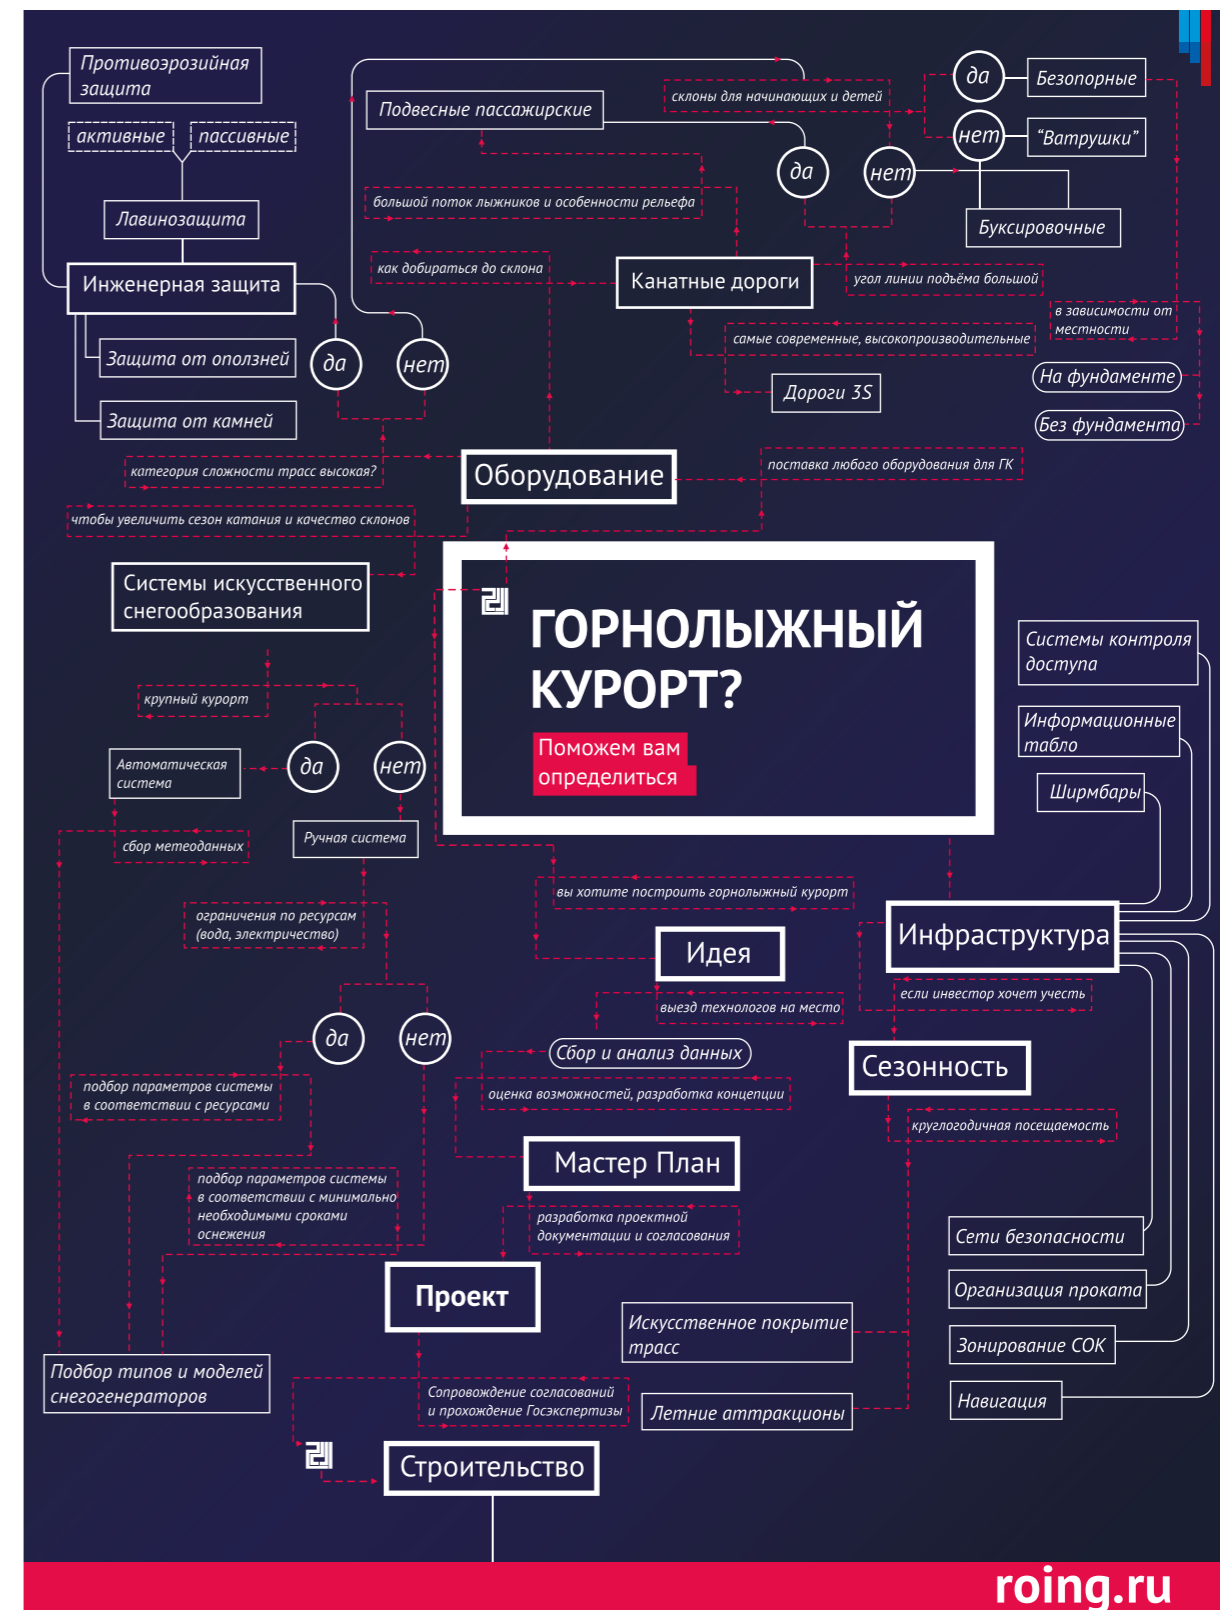 Противоэрозийная
защита
активные
пассивные
Лавинозащита
Инженерная защита
Защита от оползней
Защита от камней
да
нет
категория сложности трасс высокая?
чтобы увеличить сезон катания и качество склонов
Подвесные пассажирские
склоны для начинающих и детей
да
Безопорные
нет
"Ватрушки"
да
нет
Буксировочные
большой поток лыжников и особенности рельефа
как добираться до склона
Канатные дороги
угол линии подъёма большой
самые современные, высокопроизводительные
Дороги 3S
в зависимости от
местности
На фундаменте
Без фундамента
Оборудование
поставка любого оборудования для ГК
Системы искусственного
снегообразования
крупный курорт
да
нет
Автоматическая
система
Ручная система
сбор метеоданных
ограничения по ресурсам
(вода, электричество)
да
нет
подбор параметров системы
в соответствии с ресурсами
подбор параметров системы
в соответствии с минимально
необходимыми сроками
оснежения
Подбор типов и моделей
снегогенераторов
ГОРНОЛЫЖНЫЙ
КУРОРТ?
Поможем вам
определиться
вы хотите построить горнолыжный курорт
Идея
выезд технологов на место
Сбор и анализ данных
оценка возможностей, разработка концепции
Мастер План
разработка проектной
документации и согласования
Проект
Сопровождение согласований
и прохождение Госэкспертизы
Строительство
Системы контроля
доступа
Информационные
табло
Ширмбары
Инфраструктура
если инвестор хочет учесть
Сезонность
круглогодичная посещаемость
Искусственное покрытие
трасс
Летние аттракционы
Сети безопасности
Организация проката
Зонирование СОК
Навигация
roing.ru